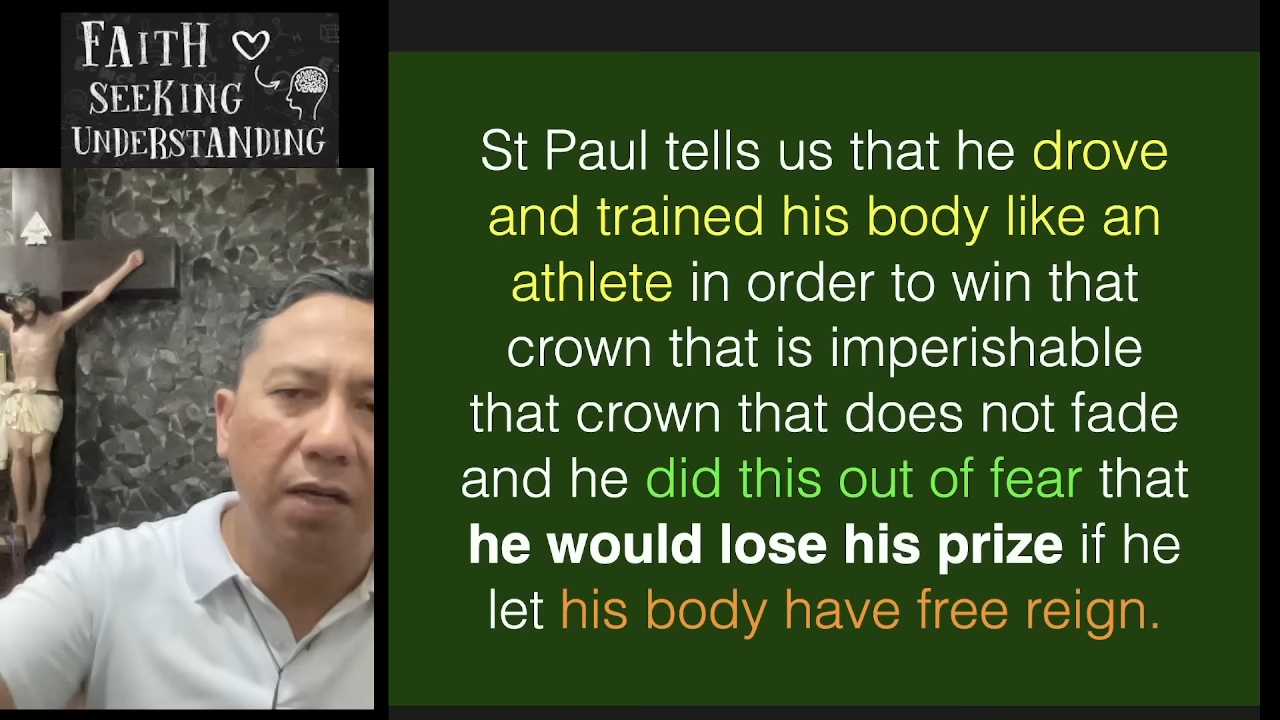 FAITH
SEEKING
UNDERSTANDING
St Paul tells us that he drove
and trained his body like an
athlete in order to win that
crown that is imperishable
that crown that does not fade
and he did this out of fear that
he would lose his prize if he
let his body have free reign.